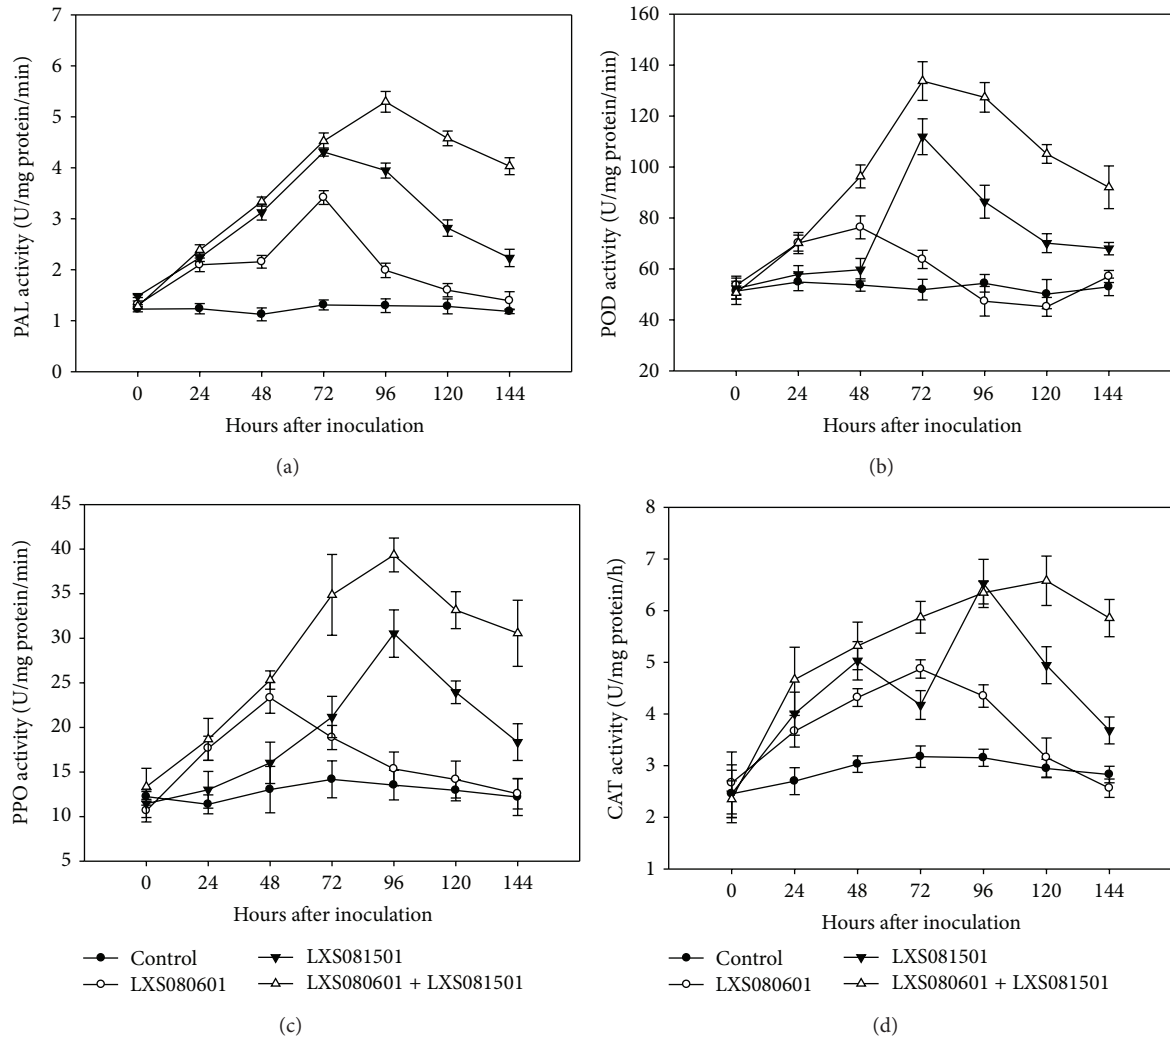 7
6
5
4
3
2
1
0
PAL activity (U/mg protein/min)
0 24 48 72 96 120 144
Hours after inoculation
(a)
160
140
120
100
80
60
40
20
POD activity (U/mg protein/min)
0 24 48 72 96 120 144
Hours after inoculation
(b)
45
40
35
30
25
20
15
10
5
PPO activity (U/mg protein/min)
0 24 48 72 96 120 144
Hours after inoculation
Control
LXS080601
LXS081501
LXS080601 + LXS081501
(c)
8
7
6
5
4
3
2
1
CAT activity (U/mg protein/h)
0 24 48 72 96 120 144
Hours after inoculation
Control
LXS080601
LXS081501
LXS080601 + LXS081501
(d)